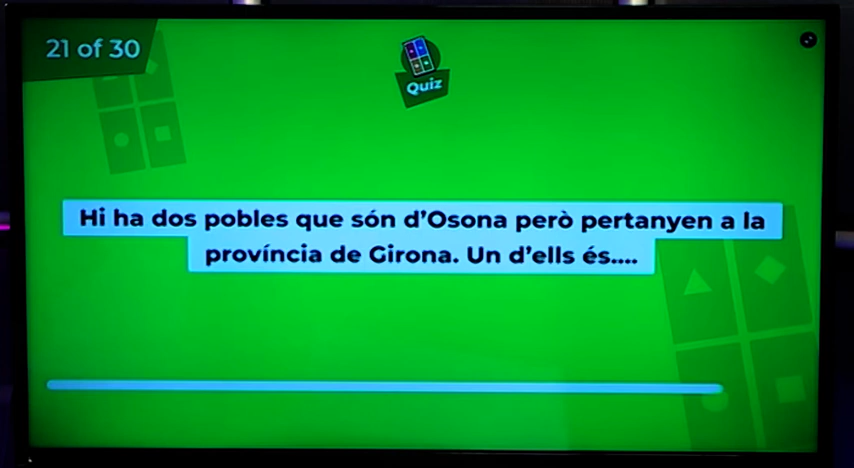 21 of 30
Quiz
Hi ha dos pobles que són d'Osona però pertanyen a la
província de Girona. Un d'ells és....